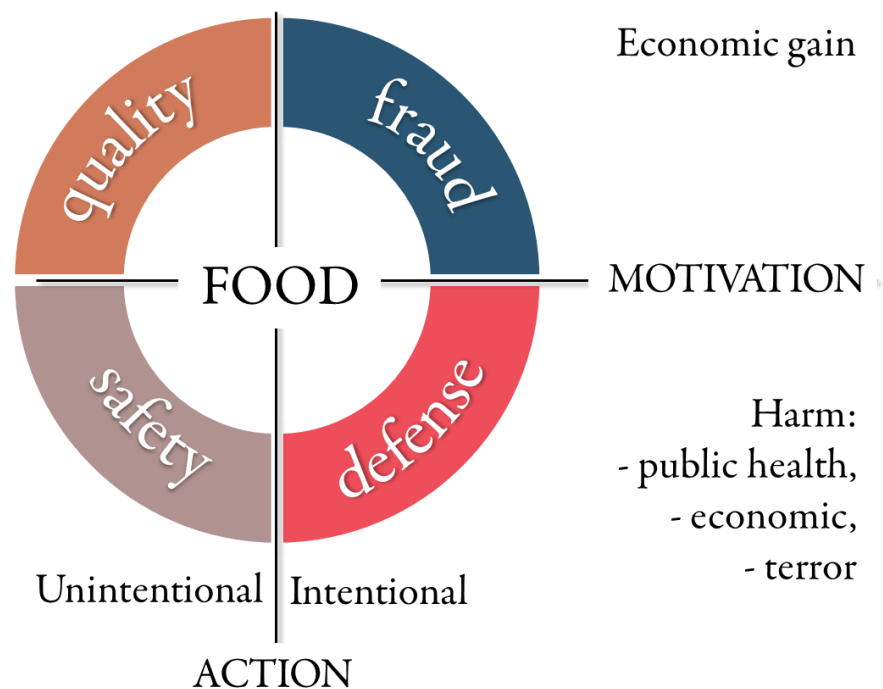 Economic gain
quality
fraud
FOOD
MOTIVATION
safety
defense
Harm:
- public health,
- economic,
- terror
Unintentional
Intentional
ACTION